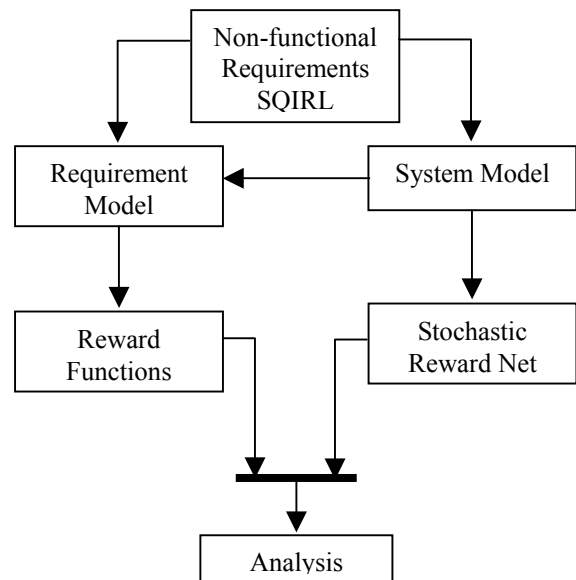 Non-functional
Requirements
SQIRL
Requirement
Model
System Model
Reward
Functions
Stochastic
Reward Net
Analysis